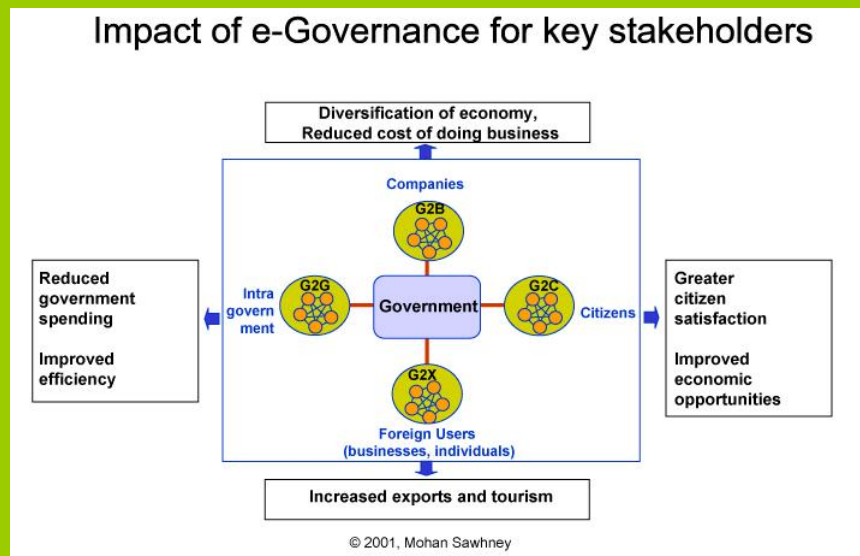 Impact of e-Governance for key stakeholders
Diversification of economy,
Reduced cost of doing business
Companies
G2B
Reduced
government
spending
Improved
efficiency
Intra
govern
ment
G2G
Government
G2C
Citizens
Greater
citizen
satisfaction
Improved
economic
opportunities
G2X
Foreign Users
(businesses, individuals)
Increased exports and tourism
© 2001, Mohan Sawhney